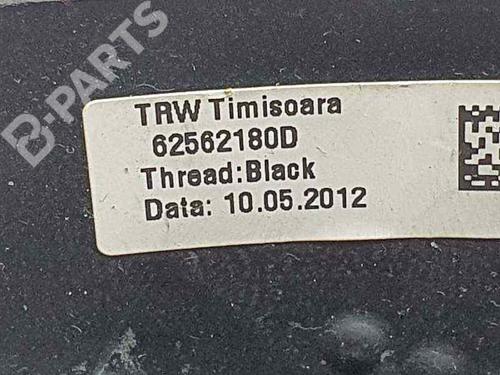 B-PARTS
TRW Timisoara
62562180D
Thread:Black
Data: 10.05.2012